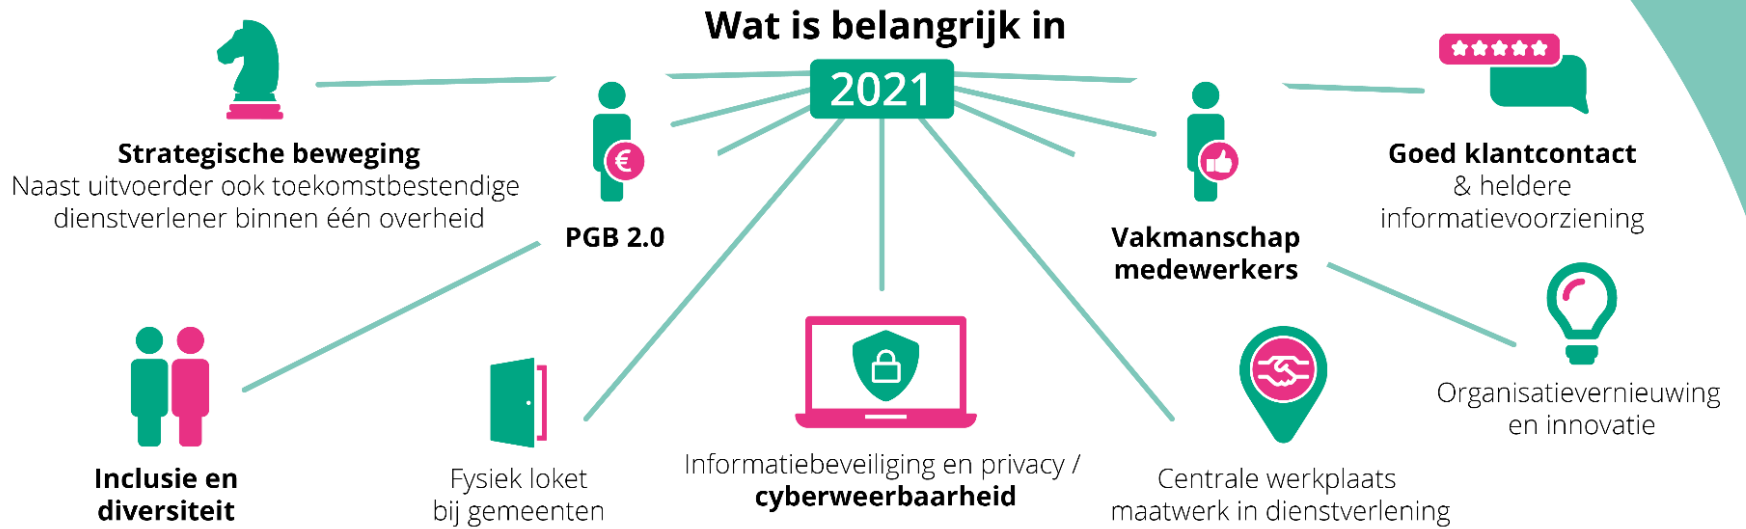 Wat is belangrijk in
2021
Strategische beweging
Naast uitvoerder ook toekomstbestendige
dienstverlener binnen één overheid
€
PGB 2.0
Vakmanschap
medewerkers
Goed klantcontact
& heldere
informatievoorziening
Inclusie en
diversiteit
Fysiek loket
bij gemeenten
Informatiebeveiliging en privacy /
cyberweerbaarheid
Centrale werkplaats
maatwerk in dienstverlening
Organisatievernieuwing
en innovatie